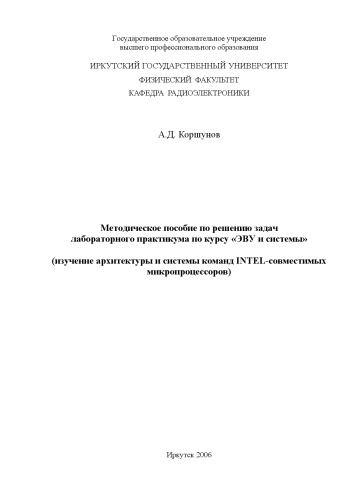 Государственное образовательное учреждение
высшего профессионального образования
ИРКУТСКИЙ ГОСУДАРСТВЕННЫЙ УНИВЕРСИТЕТ
ФИЗИЧЕСКИЙ ФАКУЛЬТЕТ
КАФЕДРА РАДИОЭЛЕКТРОНИКИ
А.Д. Коршунов
Методическое пособие по решению задач
лабораторного практикума по курсу «ЭВУ и системы»
(изучение архитектуры и системы команд INTEL-совместимых
микропроцессоров)
Иркутск 2006